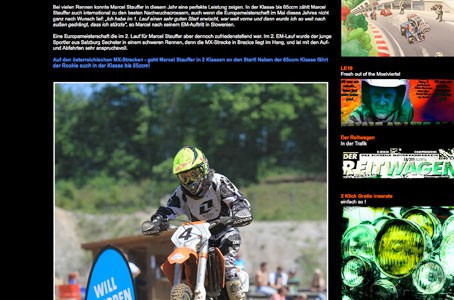 Bei vielen Rennen konnte Marcel Stauffer in diesem Jahr eine perfekte Leistung zeigen. In der Klasse bis 65ccm zählt Marcel
Stauffer auch international zu den besten Nachwuchscrossern, auch wenn die Europameisterschaft im Mai dieses Jahres nicht
ganz nach Wunsch lief: „Ich habe im 1. Lauf einen sehr guten Start erwischt, war weit vorne und dann wurde ich so weit nach
außen gedrängt, dass ich stürzte", so Marcel nach seinem EM-Auftritt in Slowenien.
Eine Europameisterschaft die im 2. Lauf für Marcel Stauffer aber dennoch zufriedenstellend war. Im 2. EM-Lauf wurde der junge
Sportler aus Salzburg Sechster in einem schweren Rennen, denn die MX-Strecke in Brezice liegt im Hang, und ist mit den Auf-
und Abfahrten sehr anspruchsvoll.
Auf den österreichischen MX-Strecken - geht Marcel Stauffer in 2 Klassen an den Start! Neben der 65ccm Klasse fährt
der Rookie auch in der Klasse bis 85ccm!
4
WILL
LE19
Fresh out of the Moelviertel
Der Reitwagen
In der Trafik
DER
REITWAGEN
2 Klick Gratis Inserate
einfach so !